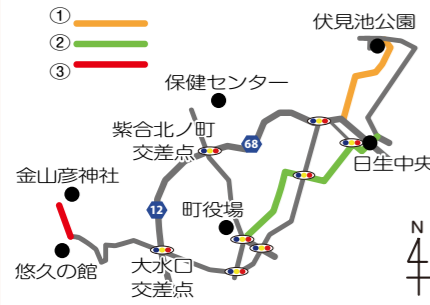 ①
②
③
伏見池公園
保健センター
紫合北ノ町
交差点
68
日生中央
金山彦神社
12
町役場
悠久の館
大水口
交差点
N